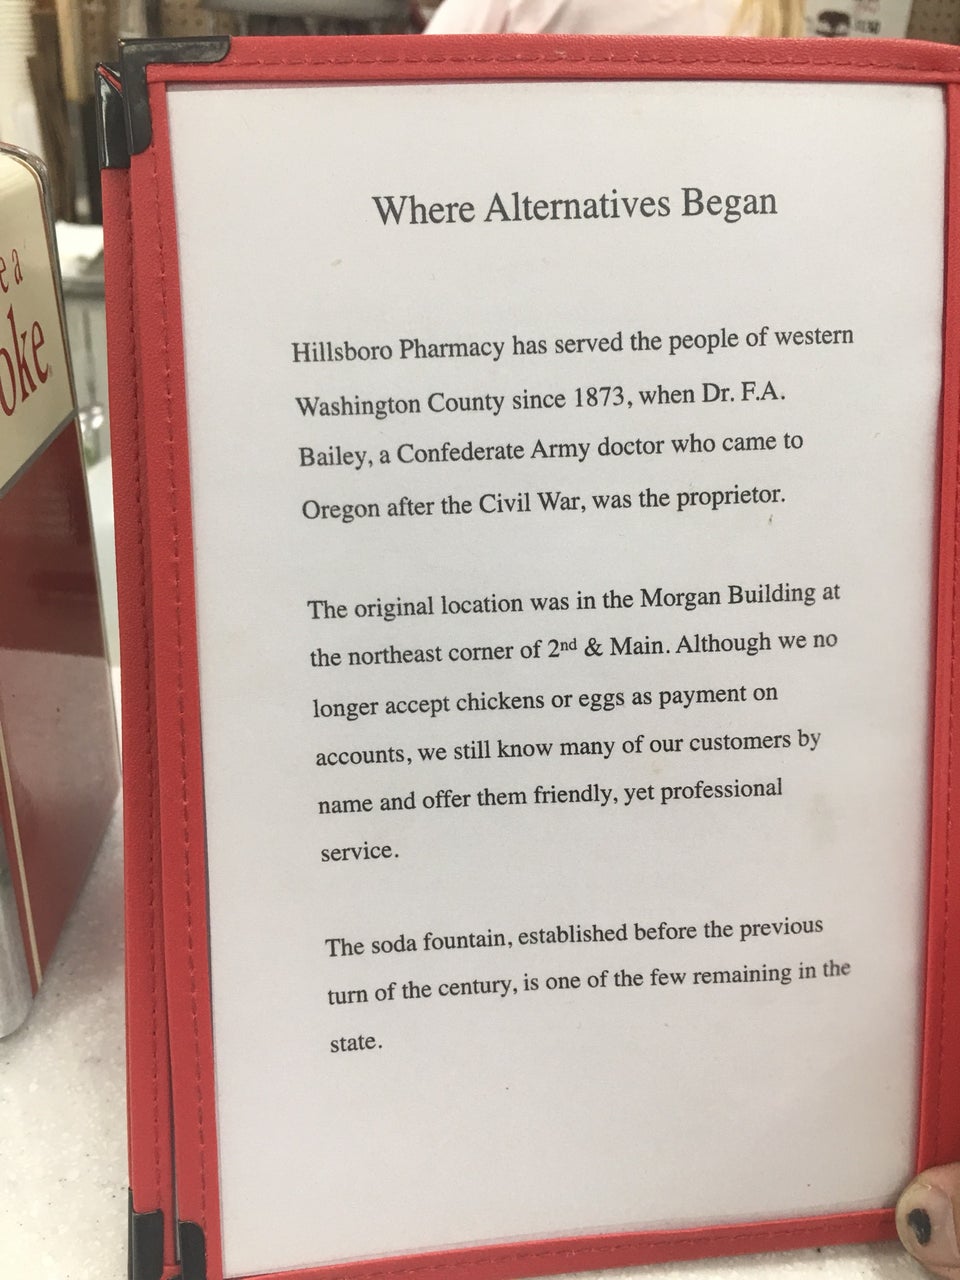 Where Alternatives Began
Hillsboro Pharmacy has served the people of western
Washington County since 1873, when Dr. F.A.
Bailey, a Confederate Army doctor who came to
Oregon after the Civil War, was the proprietor.
The original location was in the Morgan Building at
the northeast corner of 2nd & Main. Although we no
longer accept chickens or eggs as payment on
accounts, we still know many of our customers by
name and offer them friendly, yet professional
service.
The soda fountain, established before the previous
turn of the century, is one of the few remaining in the
state.
e a
oke